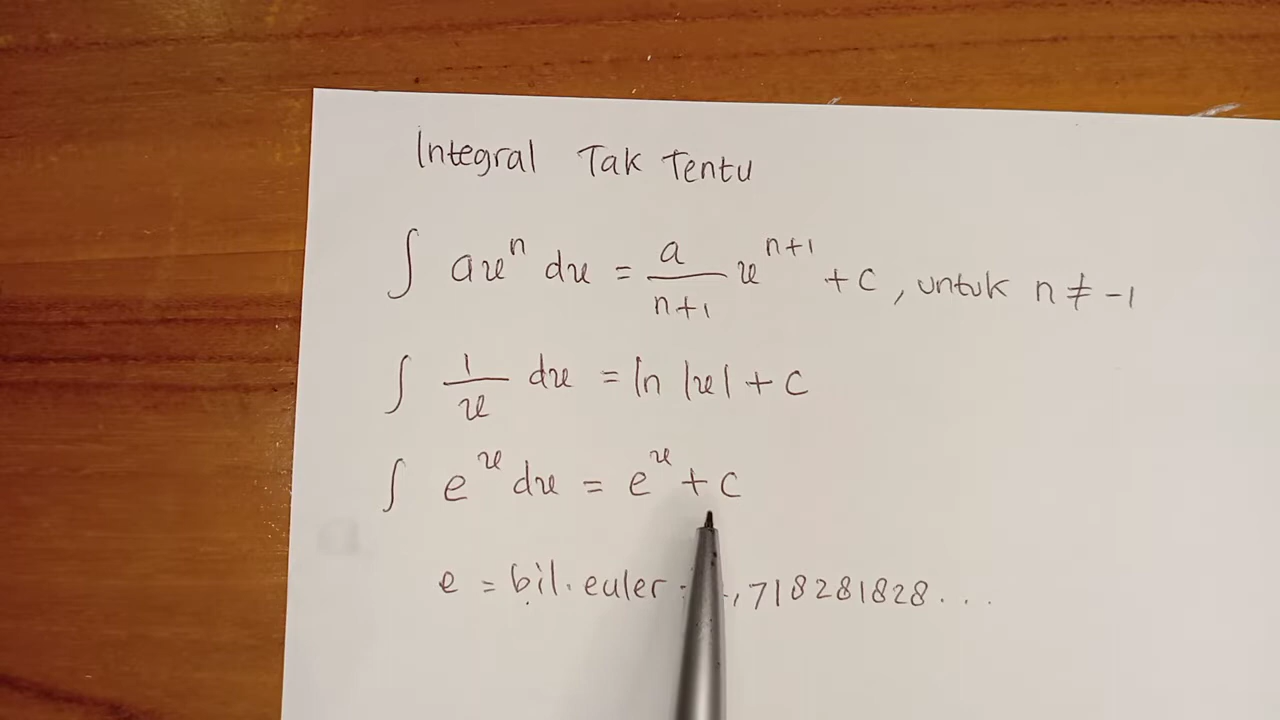 Integral Tak Tentu
∫ ax^n dx = a/(n+1) x^(n+1) + c, untuk n ≠ -1
∫ 1/x dx = ln |x| + c
∫ e^x dx = e^x + c
e = bil. euler ,718281828...